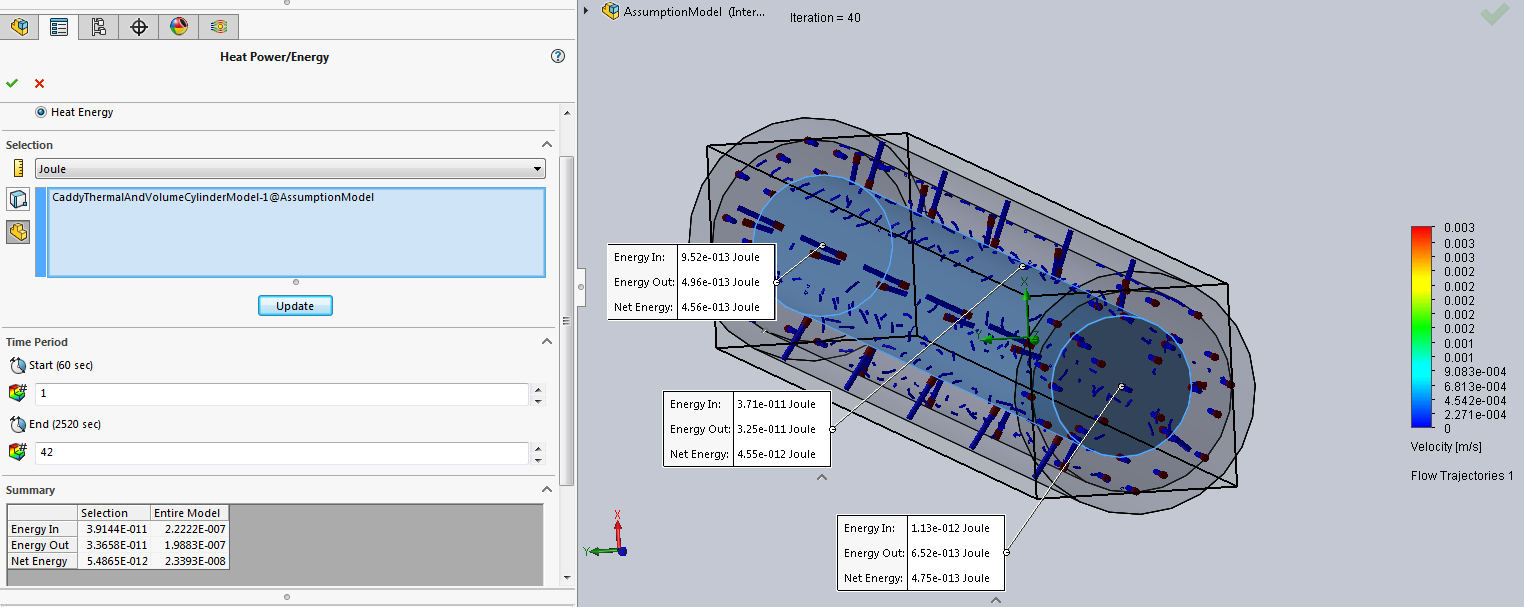 Heat Power/Energy
?
Heat Energy
Selection
Joule
CaddyThermalAndVolumeCylinderModel-1@AssumptionModel
Update
Time Period
Start (60 sec)
1
End (2520 sec)
42
Summary
Selection Entire Model
Energy In 3.9144E-011 2.2222E-007
Energy Out 3.3658E-011 1.9883E-007
Net Energy 5.4865E-012 2.3393E-008
AssumptionModel (Inter...
Iteration = 40
Energy In: 9.52e-013 Joule
Energy Out: 4.96e-013 Joule
Net Energy: 4.56e-013 Joule
Energy In: 3.71e-011 Joule
Energy Out: 3.25e-011 Joule
Net Energy: 4.55e-012 Joule
Energy In: 1.13e-012 Joule
Energy Out: 6.52e-013 Joule
Net Energy: 4.75e-013 Joule
X
Y
X
Y
0.003
0.003
0.003
0.002
0.002
0.002
0.002
0.002
0.001
0.001
9.083e-004
6.813e-004
4.542e-004
2.271e-004
0
Velocity [m/s]
Flow Trajectories 1